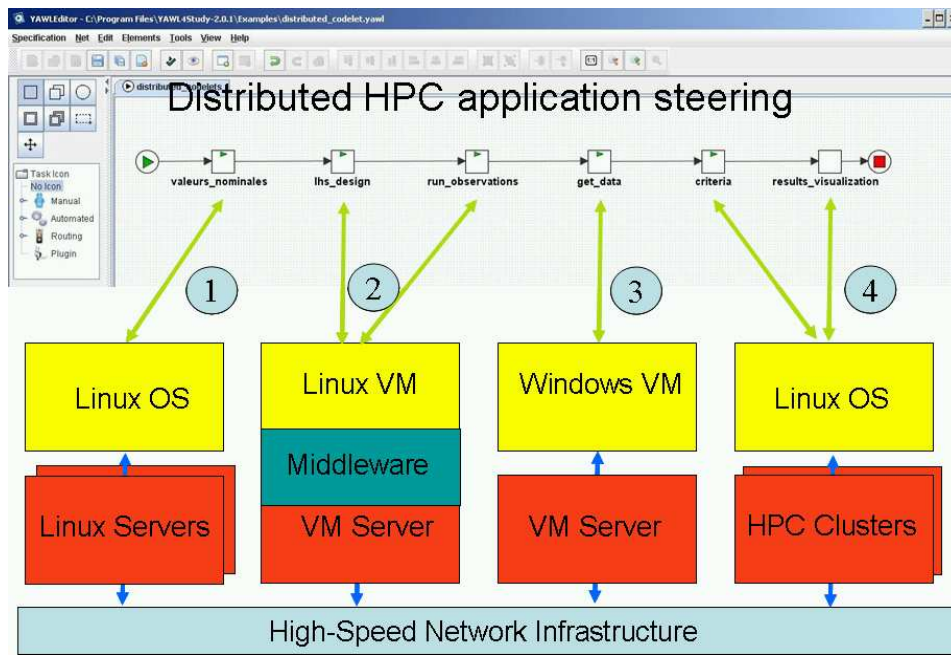 YAWLEditor - C:\Program Files\YAWL4Study-2.0.1\Examples\distributed_codelet.yawl
Specification Net Edit Elements Tools View Help
Distributed HPC application steering
valeurs_nominales lhs_design run_observations get_data criteria results_visualization
Task Icon
No Icon
Manual
Automated
Routing
Plugin
1 2 3 4
Linux OS Linux VM Windows VM Linux OS
Middleware
Linux Servers VM Server VM Server HPC Clusters
High-Speed Network Infrastructure